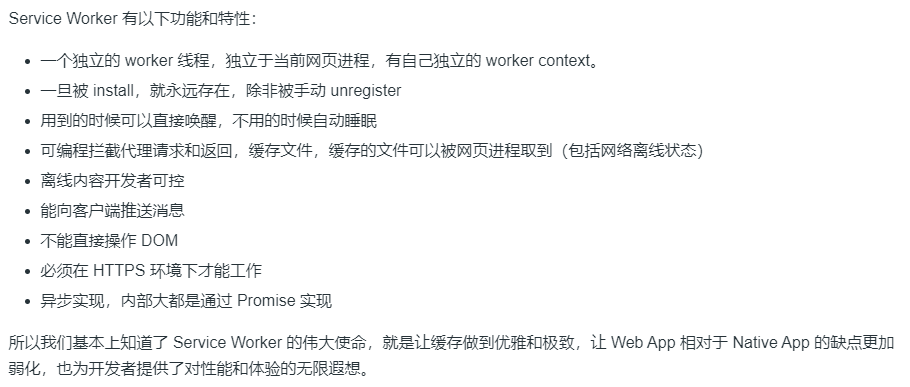 Service Worker 有以下功能和特性：
一个独立的 worker 线程，独立于当前网页进程，有自己独立的 worker context。
一旦被 install，就永远存在，除非被手动 unregister
用到的时候可以直接唤醒，不用的时候自动睡眠
可编程拦截代理请求和返回，缓存文件，缓存的文件可以被网页进程取到（包括网络离线状态）
离线内容开发者可控
能向客户端推送消息
不能直接操作 DOM
必须在 HTTPS 环境下才能工作
异步实现，内部大都是通过 Promise 实现
所以我们基本上知道了 Service Worker 的伟大使命，就是让缓存做到优雅和极致，让 Web App 相对于 Native App 的缺点更加
弱化，也为开发者提供了对性能和体验的无限遐想。